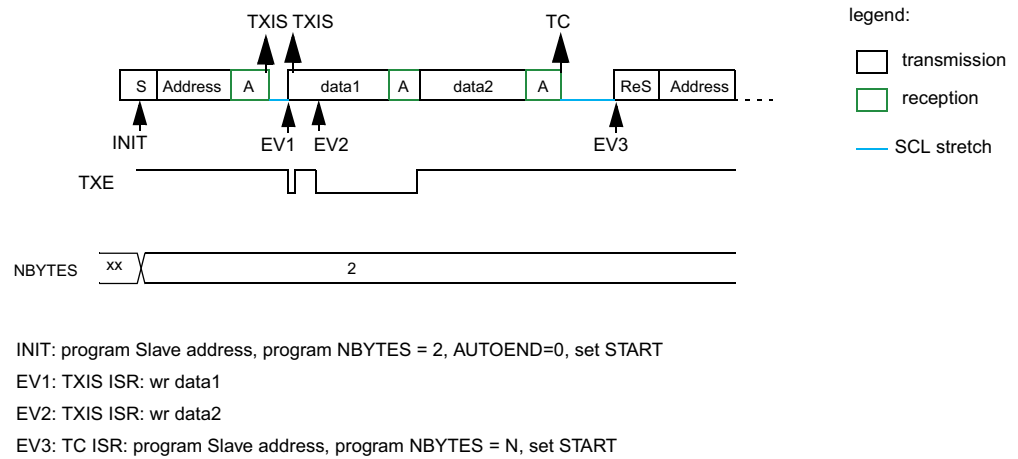 legend:
TXIS TXIS TC
transmission
S Address A data1 A data2 A ReS Address
reception
INIT EV1 EV2 EV3
SCL stretch
TXE
NBYTES xx 2
INIT: program Slave address, program NBYTES = 2, AUTOEND=0, set START
EV1: TXIS ISR: wr data1
EV2: TXIS ISR: wr data2
EV3: TC ISR: program Slave address, program NBYTES = N, set START